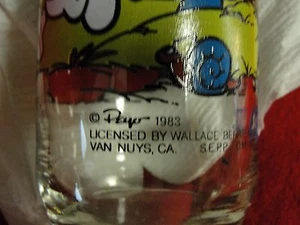 © Peyo 1983
LICENSED BY WALLACE BERRIE
VAN NUYS, CA. S.E.P.P.